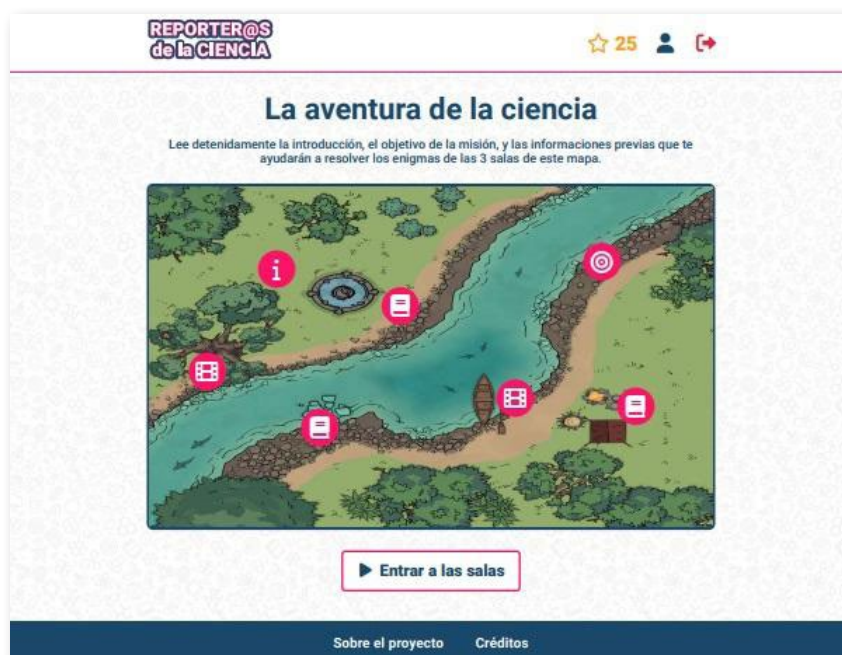 REPORTER@S
de la CIENCIA
25
La aventura de la ciencia
Lee detenidamente la introducción, el objetivo de la misión, y las informaciones previas que te
ayudarán a resolver los enigmas de las 3 salas de este mapa.
i
Entrar a las salas
Sobre el proyecto Créditos